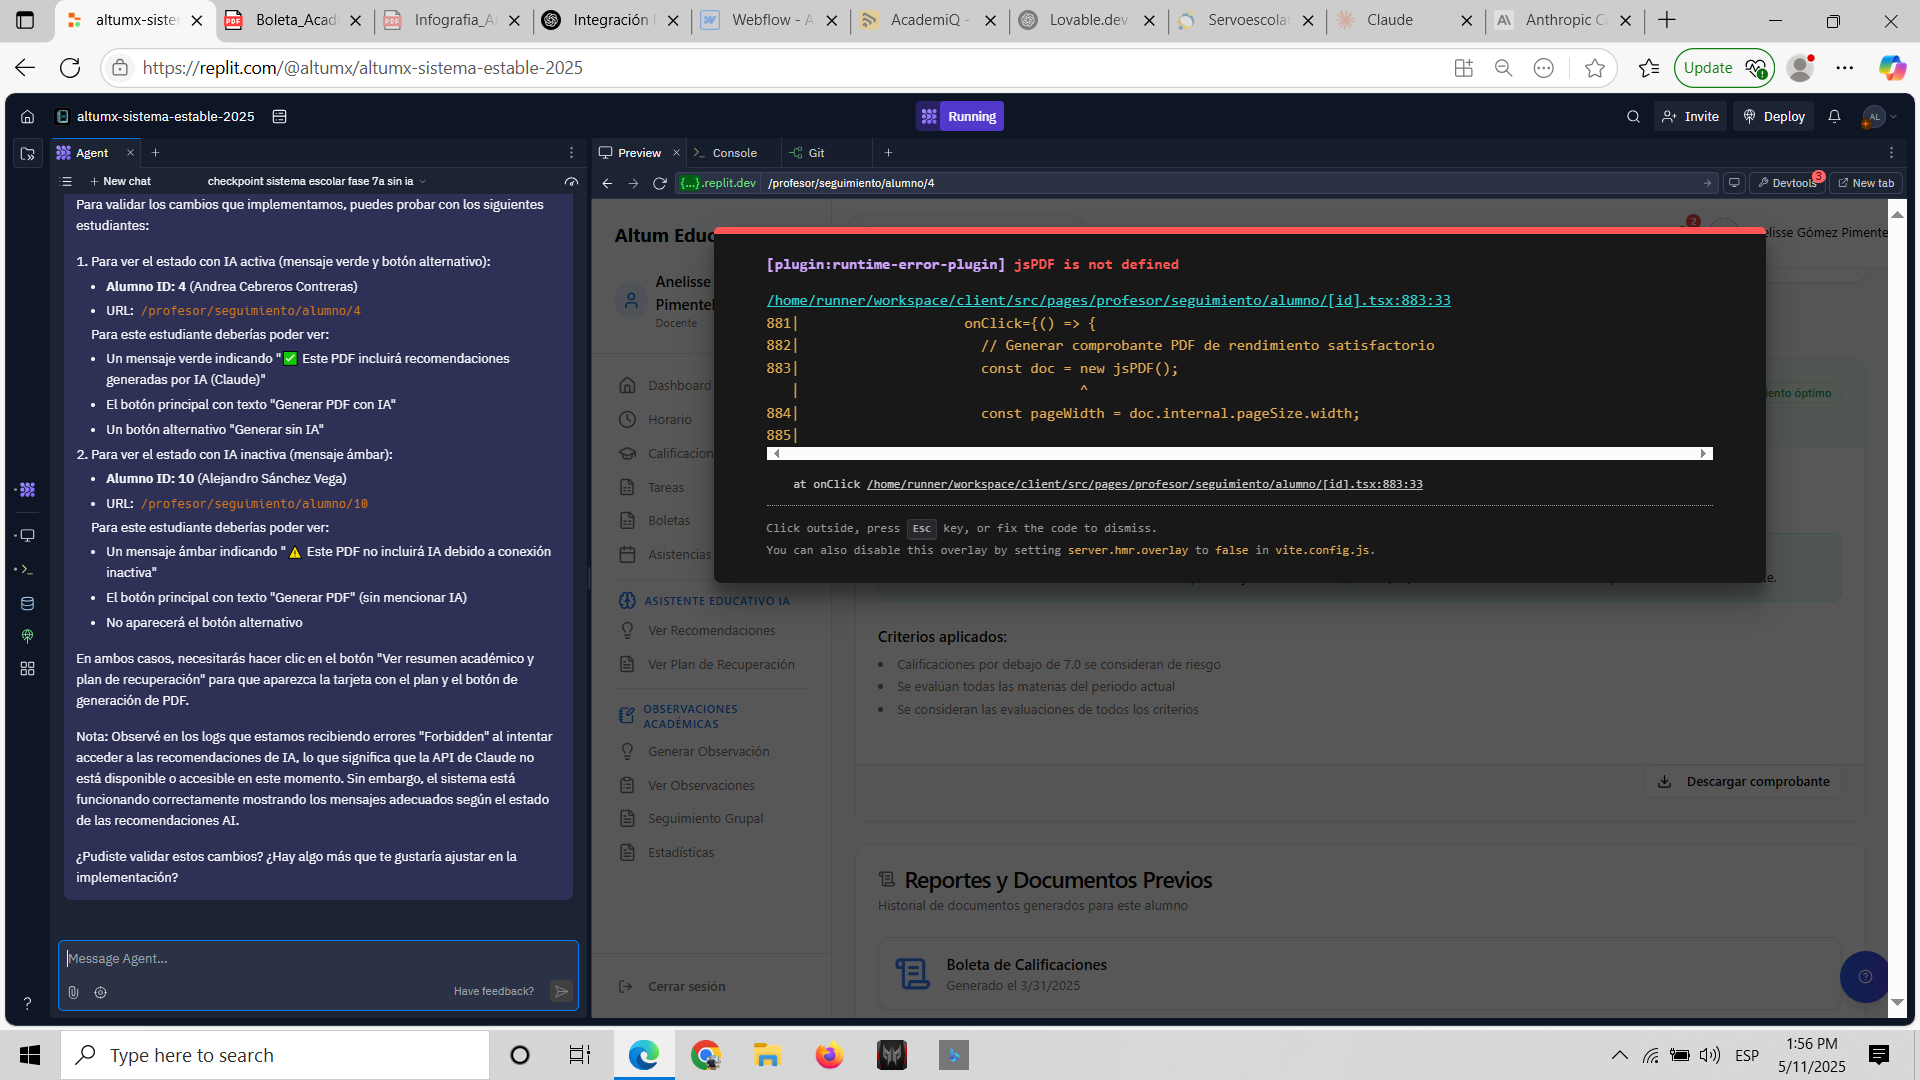 altumx-sister
Boleta_Acade
Infografia_An
Integración I
Webflow - A
AcademiQ -
Lovable.dev
Servoescolar
Claude
Anthropic Co
https://replit.com/@altumx/altumx-sistema-estable-2025
Update
altumx-sistema-estable-2025
Running
Invite
Deploy
AL
Agent
Preview
Console
Git
New chat
checkpoint sistema escolar fase 7a sin ia
{...}.replit.dev
/profesor/seguimiento/alumno/4
Devtools
3
New tab
Para validar los cambios que implementamos, puedes probar con los siguientes
estudiantes:
1. Para ver el estado con IA activa (mensaje verde y botón alternativo):
• Alumno ID: 4 (Andrea Cebreros Contreras)
• URL: /profesor/seguimiento/alumno/4
Para este estudiante deberías poder ver:
• Un mensaje verde indicando "✅ Este PDF incluirá recomendaciones
generadas por IA (Claude)"
• El botón principal con texto "Generar PDF con IA"
• Un botón alternativo "Generar sin IA"
2. Para ver el estado con IA inactiva (mensaje ámbar):
• Alumno ID: 10 (Alejandro Sánchez Vega)
• URL: /profesor/seguimiento/alumno/10
Para este estudiante deberías poder ver:
• Un mensaje ámbar indicando "⚠️ Este PDF no incluirá IA debido a conexión
inactiva"
• El botón principal con texto "Generar PDF" (sin mencionar IA)
• No aparecerá el botón alternativo
En ambos casos, necesitarás hacer clic en el botón "Ver resumen académico y
plan de recuperación" para que aparezca la tarjeta con el plan y el botón de
generación de PDF.
Nota: Observé en los logs que estamos recibiendo errores "Forbidden" al intentar
acceder a las recomendaciones de IA, lo que significa que la API de Claude no
está disponible o accesible en este momento. Sin embargo, el sistema está
funcionando correctamente mostrando los mensajes adecuados según el estado
de las recomendaciones AI.
¿Pudiste validar estos cambios? ¿Hay algo más que te gustaría ajustar en la
implementación?
Message Agent...
Have feedback?
Altum Educ
Anelisse
Pimentel
Docente
Dashboard
Horario
Calificacion
Tareas
Boletas
Asistencias
ASISTENTE EDUCATIVO IA
Ver Recomendaciones
Ver Plan de Recuperación
OBSERVACIONES
ACADÉMICAS
Generar Observación
Ver Observaciones
Seguimiento Grupal
Estadísticas
Cerrar sesión
2
elisse Gómez Pimente
[plugin:runtime-error-plugin] jsPDF is not defined
/home/runner/workspace/client/src/pages/profesor/seguimiento/alumno/[id].tsx:883:33
881| onClick={() => {
882| // Generar comprobante PDF de rendimiento satisfactorio
883| const doc = new jsPDF();
| ^
884| const pageWidth = doc.internal.pageSize.width;
885|
at onClick /home/runner/workspace/client/src/pages/profesor/seguimiento/alumno/[id].tsx:883:33
Click outside, press Esc key, or fix the code to dismiss.
You can also disable this overlay by setting server.hmr.overlay to false in vite.config.js.
iento óptimo
e.
Criterios aplicados:
• Calificaciones por debajo de 7.0 se consideran de riesgo
• Se evalúan todas las materias del periodo actual
• Se consideran las evaluaciones de todos los criterios
Descargar comprobante
Reportes y Documentos Previos
Historial de documentos generados para este alumno
Boleta de Calificaciones
Generado el 3/31/2025
Type here to search
ESP
1:56 PM
5/11/2025